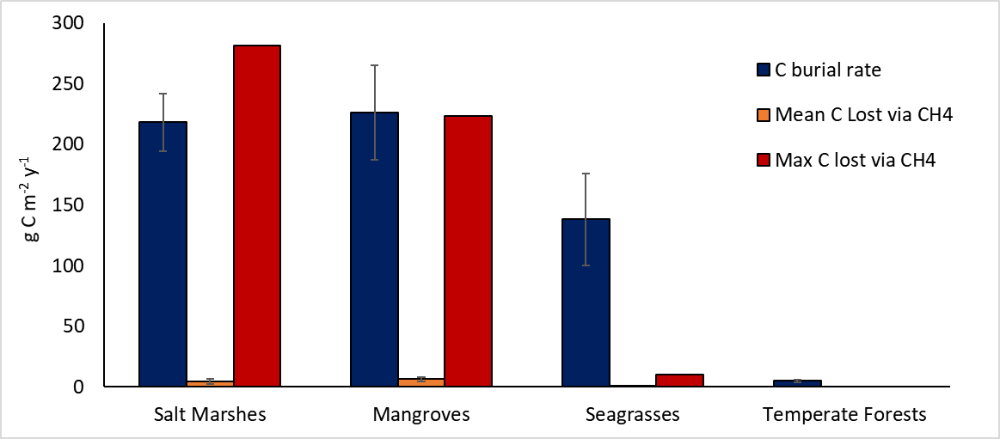 300
250
200
150
100
50
0
g C m-2 y-1
C burial rate
Mean C Lost via CH4
Max C lost via CH4
Salt Marshes
Mangroves
Seagrasses
Temperate Forests